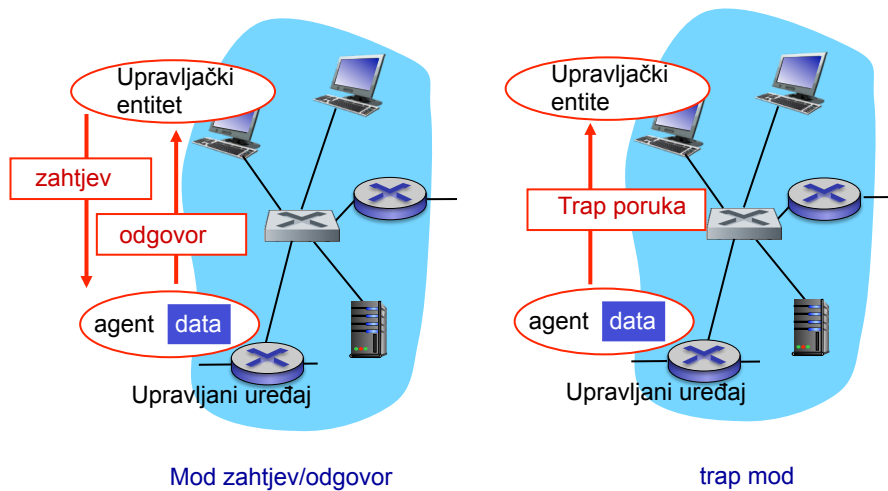 Upravljački
entitet
zahtjev
odgovor
agent data
Upravljani uređaj
Mod zahtjev/odgovor
Upravljački
entite
Trap poruka
agent data
Upravljani uređaj
trap mod